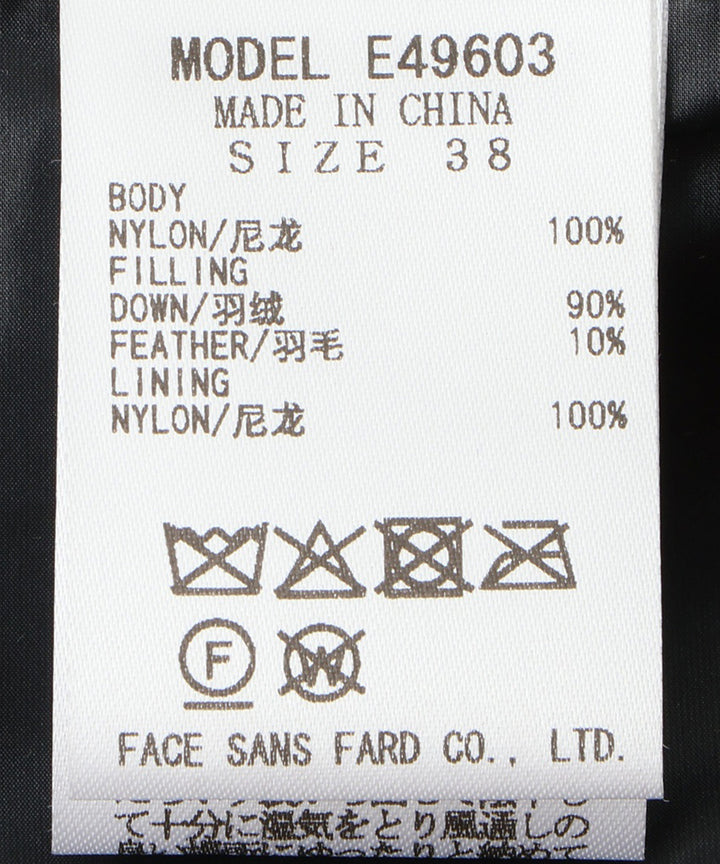 MODEL E49603
MADE IN CHINA
SIZE 38
BODY
NYLON/尼龙 100%
FILLING
DOWN/羽绒 90%
FEATHER/羽毛 10%
LINING
NYLON/尼龙 100%
F W
FACE SANS FARD CO., LTD.
て十分に湿気をとり風通しの